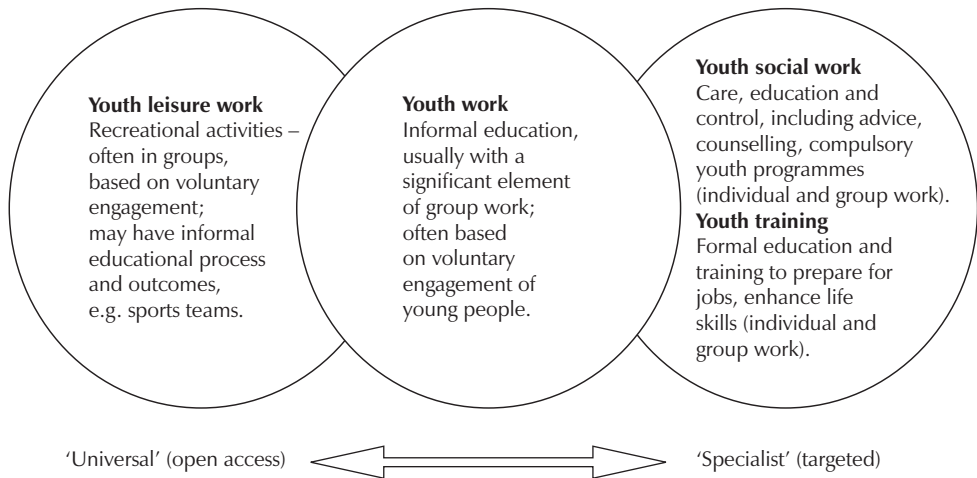 Youth leisure work
Recreational activities –
often in groups,
based on voluntary
engagement;
may have informal
educational process
and outcomes,
e.g. sports teams.
Youth work
Informal education,
usually with a
significant element
of group work;
often based
on voluntary
engagement of
young people.
Youth social work
Care, education and
control, including advice,
counselling, compulsory
youth programmes
(individual and group work).
Youth training
Formal education and
training to prepare for
jobs, enhance life
skills (individual and
group work).
‘Universal’ (open access)
‘Specialist’ (targeted)